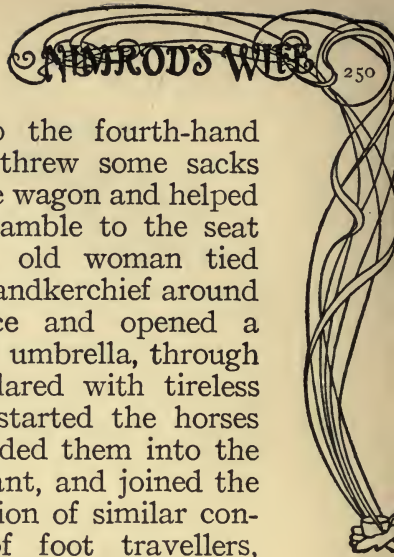 NIMROD'S WIFE
250
the fourth-hand
threw some sacks
wagon and helped
amble to the seat
old woman tied
andkerchief around
ce and opened a
umbrella, through
lared with tireless
started the horses
ded them into the
ant, and joined the
ion of similar con-
f foot travellers,